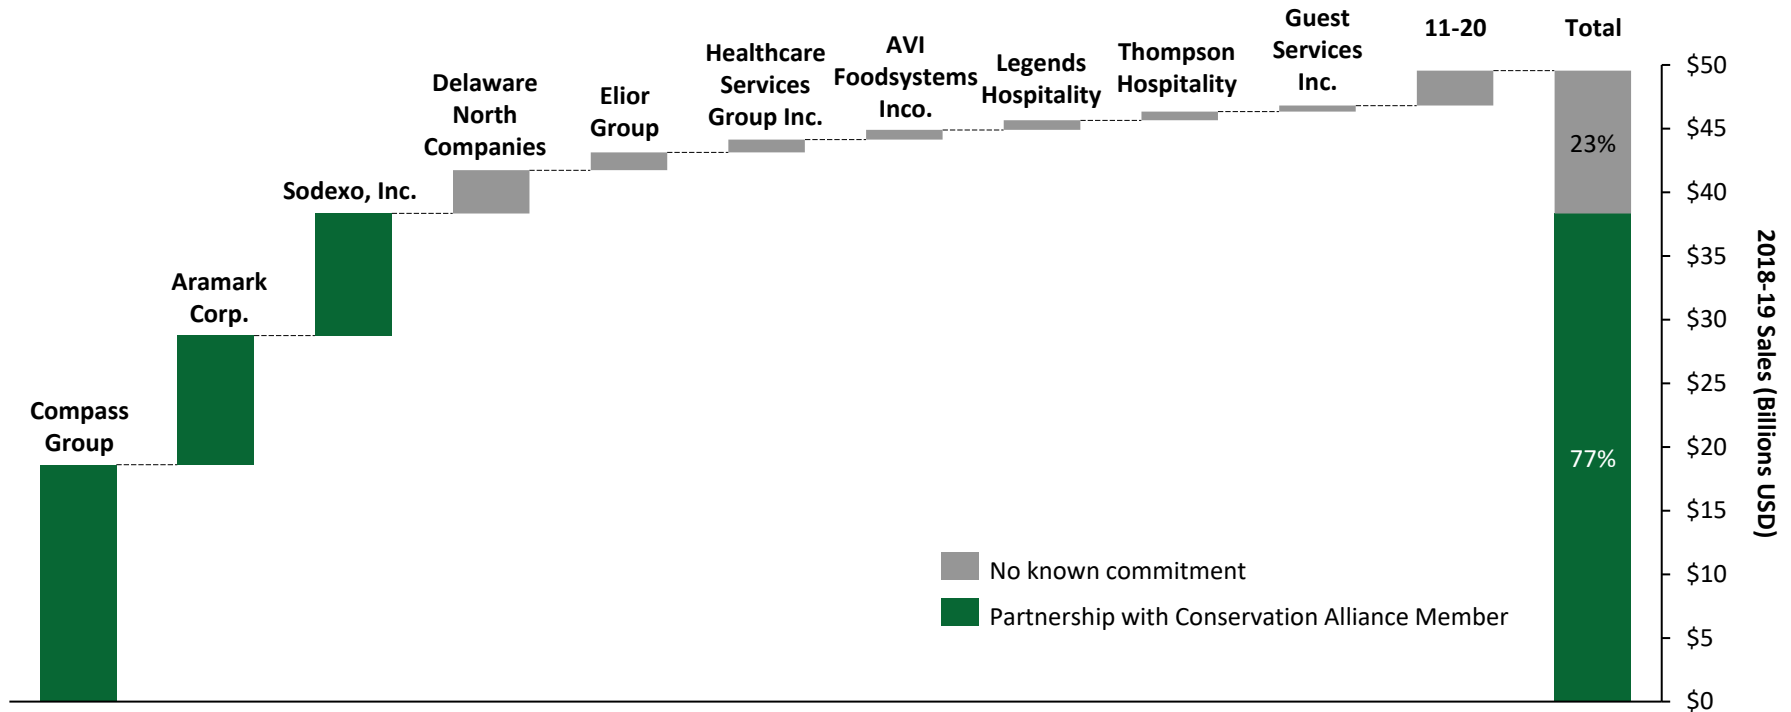 Compass
Group
Aramark
Corp.
Sodexo, Inc.
Delaware
North
Companies
Elior
Group
Healthcare
Services
Group Inc.
AVI
Foodsystems
Inco.
Legends
Hospitality
Thompson
Hospitality
Guest
Services
Inc.
11-20
Total
23%
77%
No known commitment
Partnership with Conservation Alliance Member
$50
$45
$40
$35
$30
$25
$20
$15
$10
$5
$0
2018-19 Sales (Billions USD)